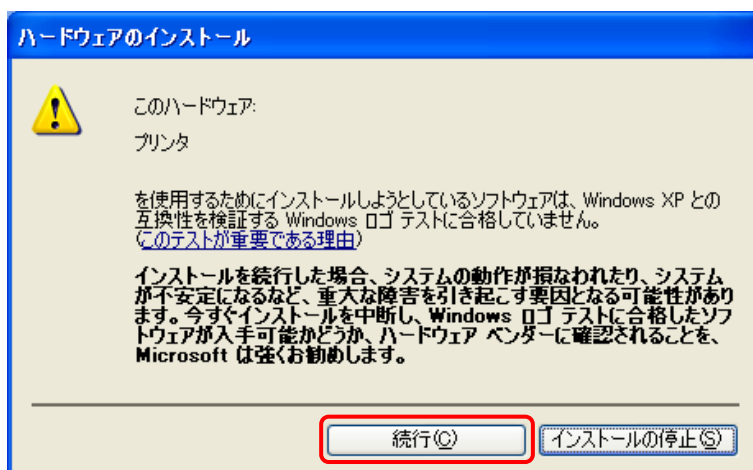 ハードウェアのインストール
このハードウェア:
プリンタ
を使用するためにインストールしようとしているソフトウェアは、Windows XP との
互換性を検証する Windows ロゴ テストに合格していません。
(このテストが重要である理由)
インストールを続行した場合、システムの動作が損なわれたり、システム
が不安定になるなど、重大な障害を引き起こす要因となる可能性があり
ます。今すぐインストールを中断し、Windows ロゴ テストに合格したソフ
トウェアが入手可能かどうか、ハードウェア ベンダーに確認されることを、
Microsoft は強くお勧めします。
続行(C) インストールの停止(S)